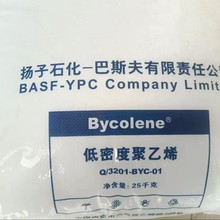 扬子石化-巴斯夫有限责任公
BASF-YPC Company Limit
Bycolene®
低密度聚乙烯
Q/3201-BYC-01
净含量:25千克